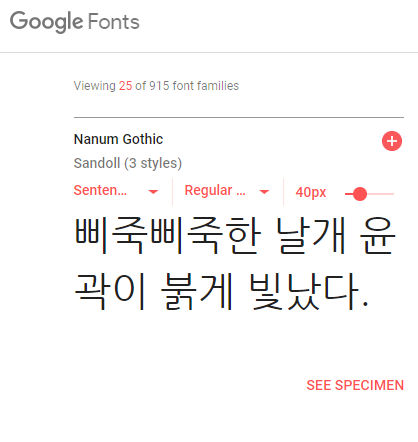 Google Fonts
Viewing 25 of 915 font families
Nanum Gothic
Sandoll (3 styles)
Senten... Regular ... 40px
삐죽삐죽한 날개 윤
곽이 붉게 빛났다.
SEE SPECIMEN